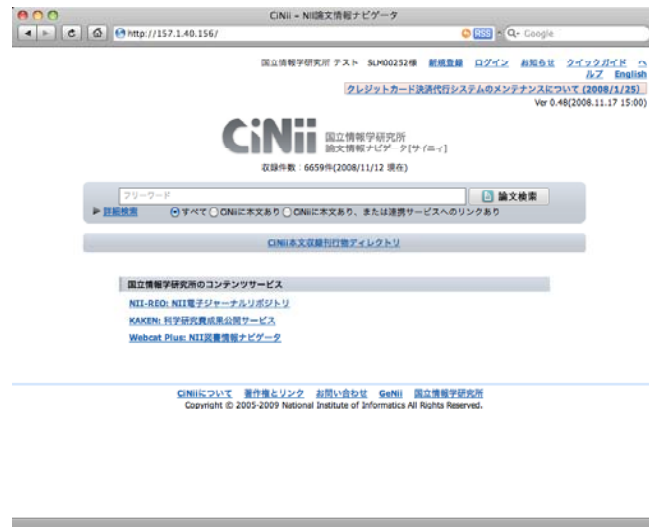 CiNii - NII論文情報ナビゲータ
http://157.1.40.156/
RSS
Google
国立情報学研究所 テスト SLM00252様 新規登録 ログイン お知らせ クイックガイド ヘ
ルプ English
クレジットカード決済代行システムのメンテナンスについて (2008/1/25)
Ver 0.48(2008.11.17 15:00)
CiNii
国立情報学研究所
論文情報ナビゲータ[サイニィ]
収録件数 : 6659件(2008/11/12 現在)
フリーワード
論文検索
詳細検索
すべて CiNiiに本文あり CiNiiに本文あり、または連携サービスへのリンクあり
CiNii本文収録刊行物ディレクトリ
国立情報学研究所のコンテンツサービス
NII-REO: NII電子ジャーナルリポジトリ
KAKEN: 科学研究費成果公開サービス
Webcat Plus: NII図書情報ナビゲータ
CiNiiについて 著作権とリンク お問い合わせ GeNii 国立情報学研究所
Copyright © 2005-2009 National Institute of Informatics All Rights Reserved.